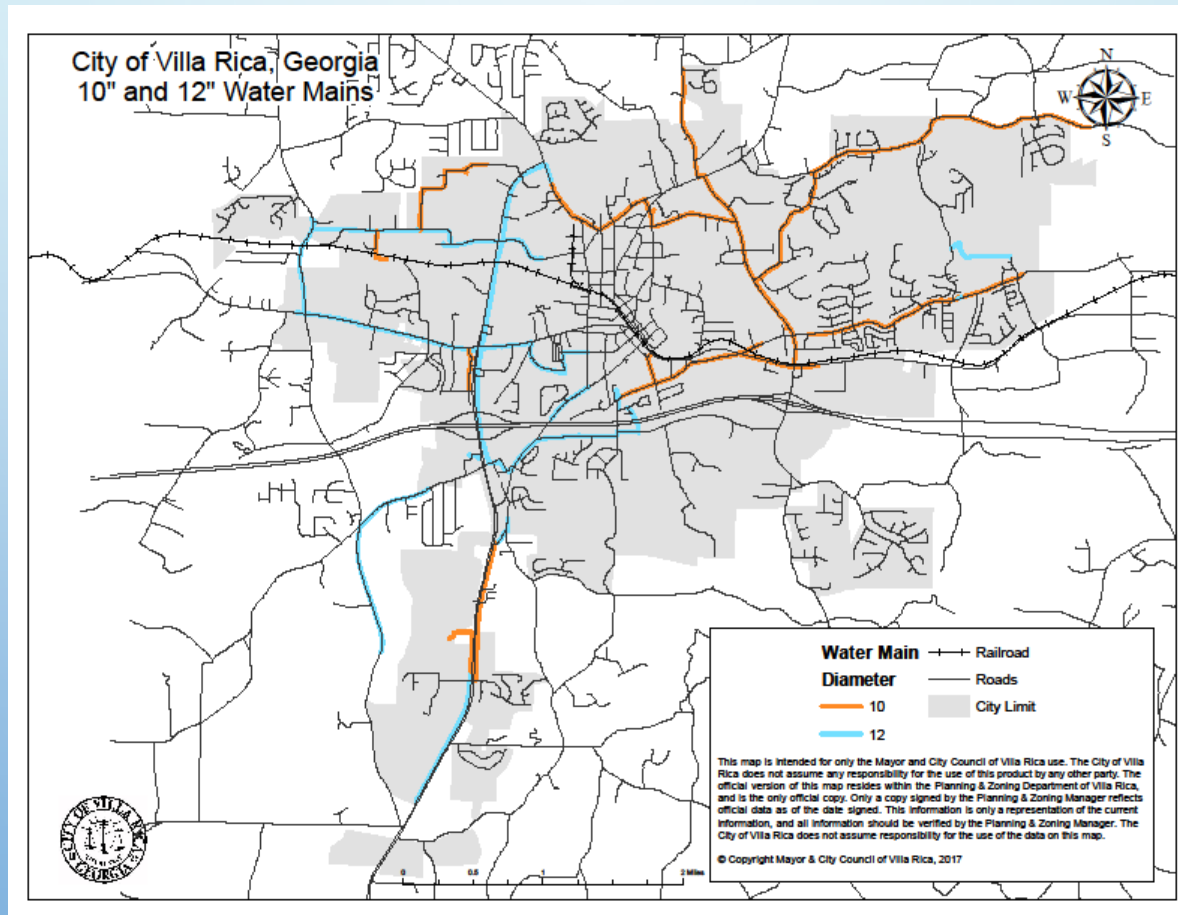 City of Villa Rica, Georgia
10" and 12" Water Mains
N
W
E
S
Water Main
Diameter
10
12
Railroad
Roads
City Limit
This map is intended for only the Mayor and City Council of Villa Rica use. The City of Villa
Rica does not assume any responsibility for the use of this product by any other party. The
official version of this map resides within the Planning & Zoning Department of Villa Rica,
and is the only official copy. Only a copy signed by the Planning & Zoning Manager reflects
official data as of the date signed. This information is only a representation of the current
information, and all information should be verified by the Planning & Zoning Manager. The
City of Villa Rica does not assume responsibility for the use of the data on this map.
© Copyright Mayor & City Council of Villa Rica, 2017
CITY OF VILLA RICA
GEORGIA
0 0.5 1 2 Miles